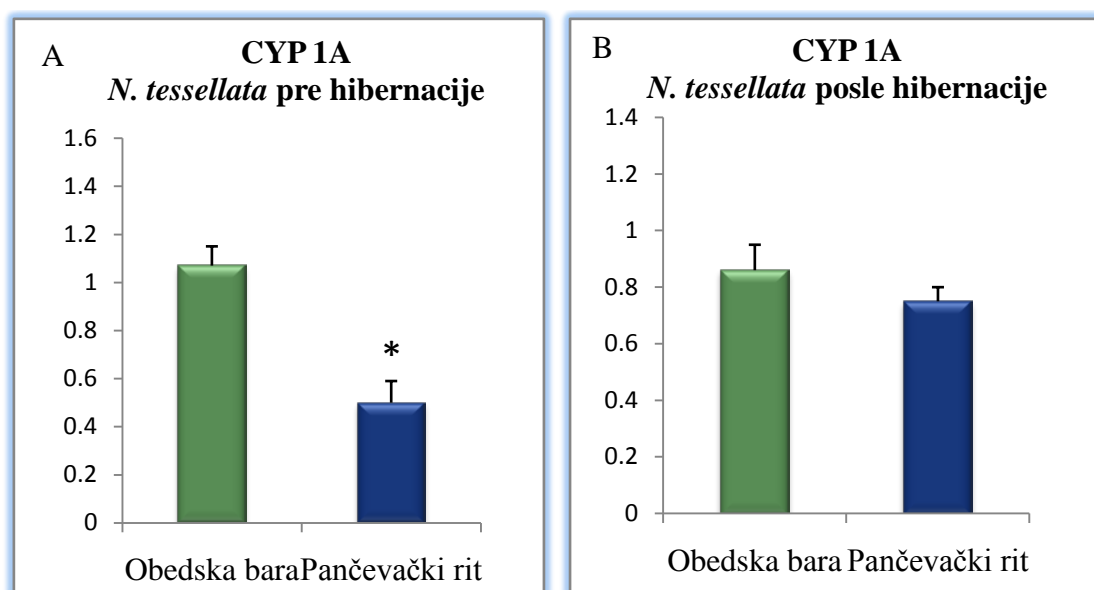 A
CYP 1A
N. tessellata pre hibernacije
1.6
1.4
1.2
1
0.8
0.6
0.4
0.2
0
*
Obedska bara Pančevački rit
B
CYP 1A
N. tessellata posle hibernacije
1.4
1.2
1
0.8
0.6
0.4
0.2
0
Obedska bara Pančevački rit